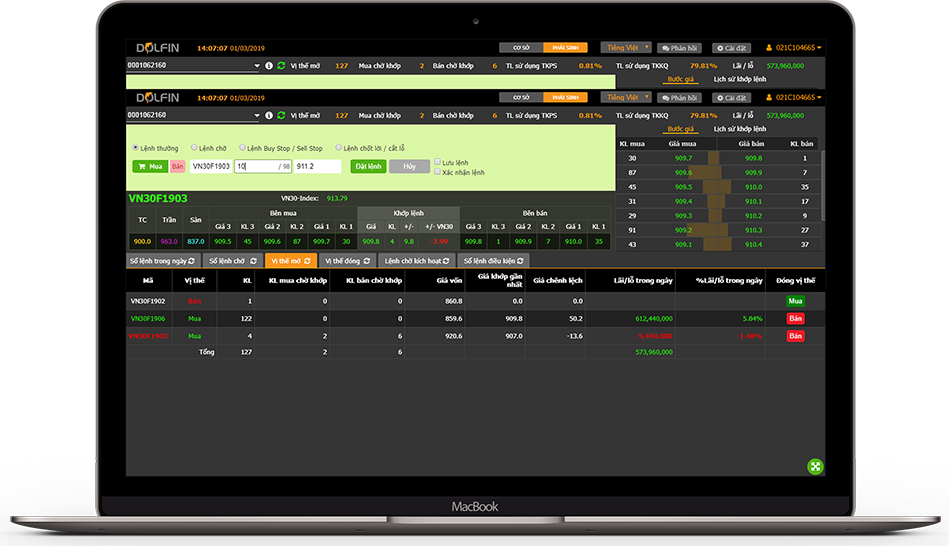 DOLFIN 14:07:07 01/03/2019 CƠ SỞ PHÁI SINH Tiếng Việt Phản hồi Cài đặt 021C104665
0001062160 Vị thế mở 127 Mua chờ khớp 2 Bán chờ khớp 6 TL sử dụng TKPS 0.81% TL sử dụng TKKQ 79.81% Lãi / lỗ 573,960,000
Bước giá Lịch sử khớp lệnh
DOLFIN 14:07:07 01/03/2019 CƠ SỞ PHÁI SINH Tiếng Việt Phản hồi Cài đặt 021C104665
0001062160 Vị thế mở 127 Mua chờ khớp 2 Bán chờ khớp 6 TL sử dụng TKPS 0.81% TL sử dụng TKKQ 79.81% Lãi / lỗ 573,960,000
Bước giá Lịch sử khớp lệnh
Lệnh thường Lệnh chờ Lệnh Buy Stop / Sell Stop Lệnh chốt lời / cắt lỗ
Mua Bán VN30F1903 10 / 98 911.2 Đặt lệnh Hủy Lưu lệnh
Xác nhận lệnh
KL mua Giá mua Giá bán KL bán
30 909.7 909.8 1
87 909.6 909.9 7
45 909.5 910.0 35
31 909.4 910.1 17
29 909.3 910.2 9
91 909.2 910.3 27
43 909.1 910.4 37
VN30F1903 VN30-Index: 913.79
TC Trần Sàn Bên mua Khớp lệnh Bên bán
Giá 3 KL 3 Giá 2 KL 2 Giá 1 KL 1 Giá KL +/- +/- VN30 Giá 3 KL 3 Giá 2 KL 2 Giá 1 KL 1
900.0 963.0 837.0 909.5 45 909.6 87 909.7 30 909.8 4 9.8 -3.99 909.8 1 909.9 7 910.0 35
Sổ lệnh trong ngày Sổ lệnh chờ Vị thế mở Vị thế đóng Lệnh chờ kích hoạt Sổ lệnh điều kiện
Mã Vị thế KL KL mua chờ khớp KL bán chờ khớp Giá vốn Giá khớp gần nhất Giá chênh lệch Lãi/lỗ trong ngày %Lãi/lỗ trong ngày Đóng vị thế
VN30F1902 Bán 1 0 0 860.8 0.0 0.0 Mua
VN30F1906 Mua 122 0 0 859.6 909.8 50.2 612,440,000 5.84% Bán
VN30F1903 Mua 4 2 6 920.6 907.0 -13.6 -5,440,000 -1.48% Bán
Tổng 127 2 6 573,960,000
MacBook